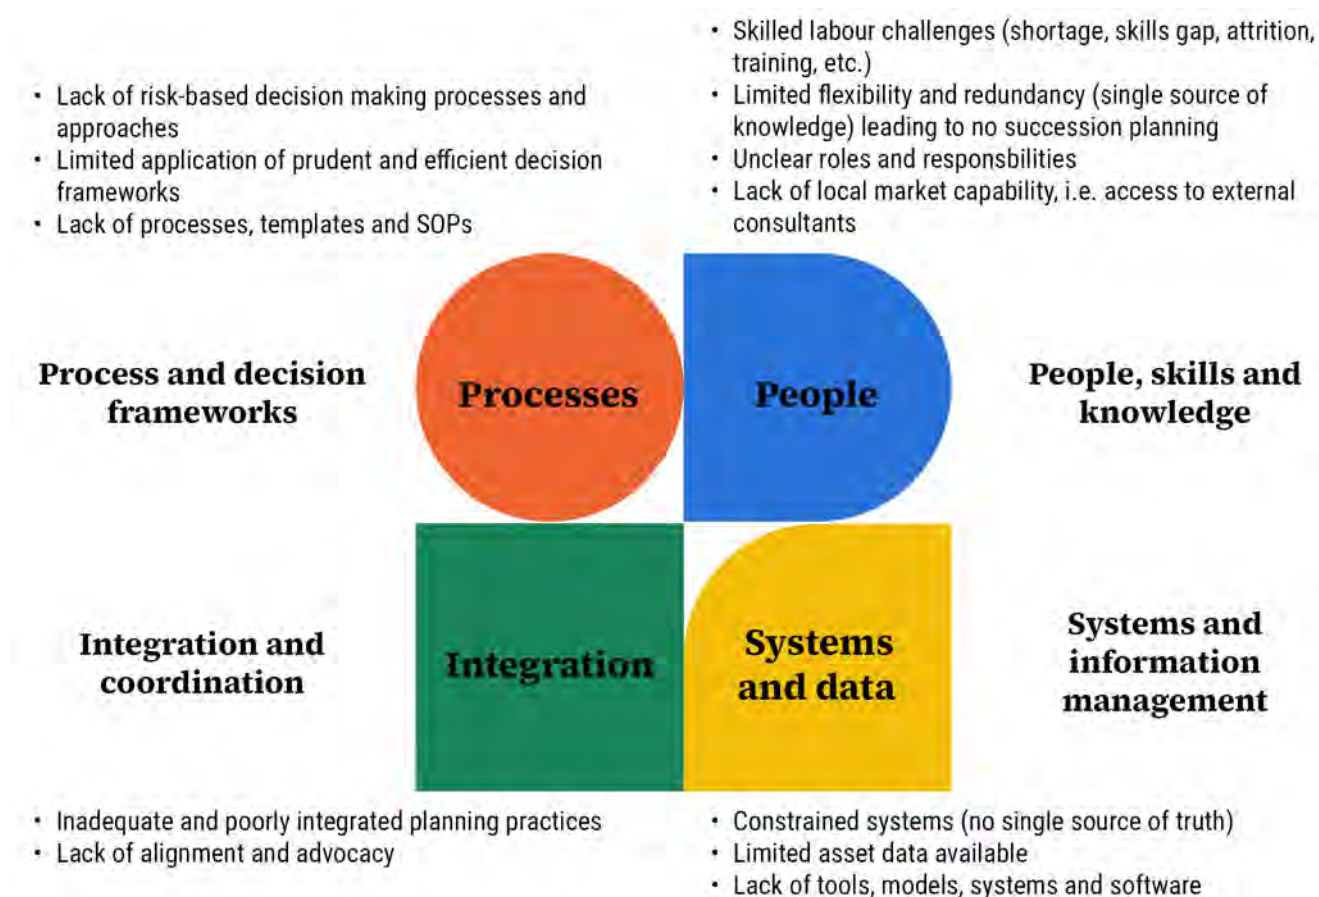 • Lack of risk-based decision making processes and
approaches
• Limited application of prudent and efficient decision
frameworks
• Lack of processes, templates and SOPs
• Skilled labour challenges (shortage, skills gap, attrition,
training, etc.)
• Limited flexibility and redundancy (single source of
knowledge) leading to no succession planning
• Unclear roles and responsbilities
• Lack of local market capability, i.e. access to external
consultants
Process and decision
frameworks
Processes
People
People, skills and
knowledge
Integration and
coordination
Integration
Systems
and data
Systems and
information
management
• Inadequate and poorly integrated planning practices
• Lack of alignment and advocacy
• Constrained systems (no single source of truth)
• Limited asset data available
• Lack of tools, models, systems and software